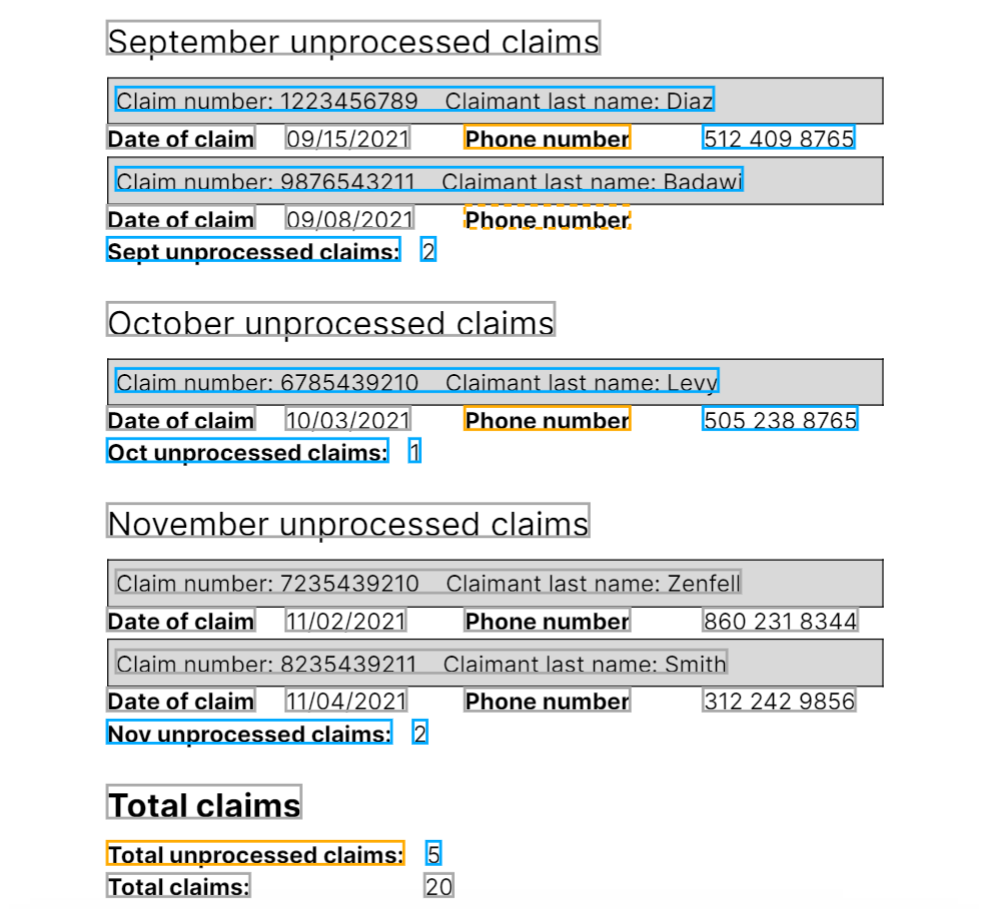 September unprocessed claims
Claim number: 1223456789 Claimant last name: Diaz
Date of claim 09/15/2021 Phone number 512 409 8765
Claim number: 9876543211 Claimant last name: Badawi
Date of claim 09/08/2021 Phone number
Sept unprocessed claims: 2
October unprocessed claims
Claim number: 6785439210 Claimant last name: Levy
Date of claim 10/03/2021 Phone number 505 238 8765
Oct unprocessed claims: 1
November unprocessed claims
Claim number: 7235439210 Claimant last name: Zenfell
Date of claim 11/02/2021 Phone number 860 231 8344
Claim number: 8235439211 Claimant last name: Smith
Date of claim 11/04/2021 Phone number 312 242 9856
Nov unprocessed claims: 2
Total claims
Total unprocessed claims: 5
Total claims: 20